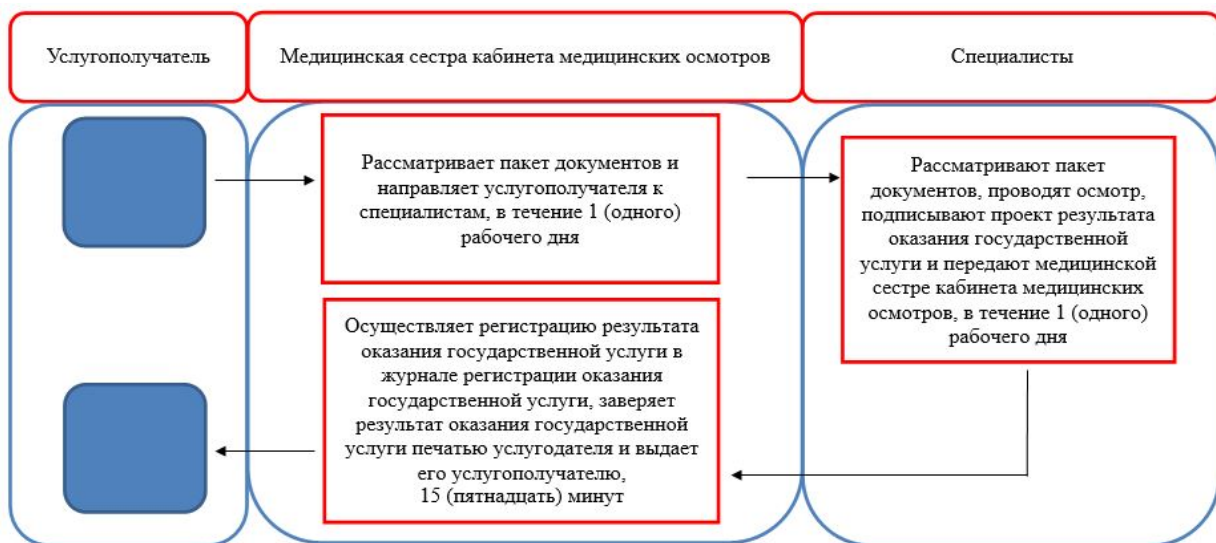 Услугополучатель
Медицинская сестра кабинета медицинских осмотров
Специалисты
Рассматривает пакет документов и
направляет услугополучателя к
специалистам, в течение 1 (одного)
рабочего дня
Рассматривают пакет
документов, проводят осмотр,
подписывают проект результата
оказания государственной
услуги и передают медицинской
сестре кабинета медицинских
осмотров, в течение 1 (одного)
рабочего дня
Осуществляет регистрацию результата
оказания государственной услуги в
журнале регистрации оказания
государственной услуги, заверяет
результат оказания государственной
услуги печатью услугодателя и выдает
его услугополучателю,
15 (пятнадцать) минут